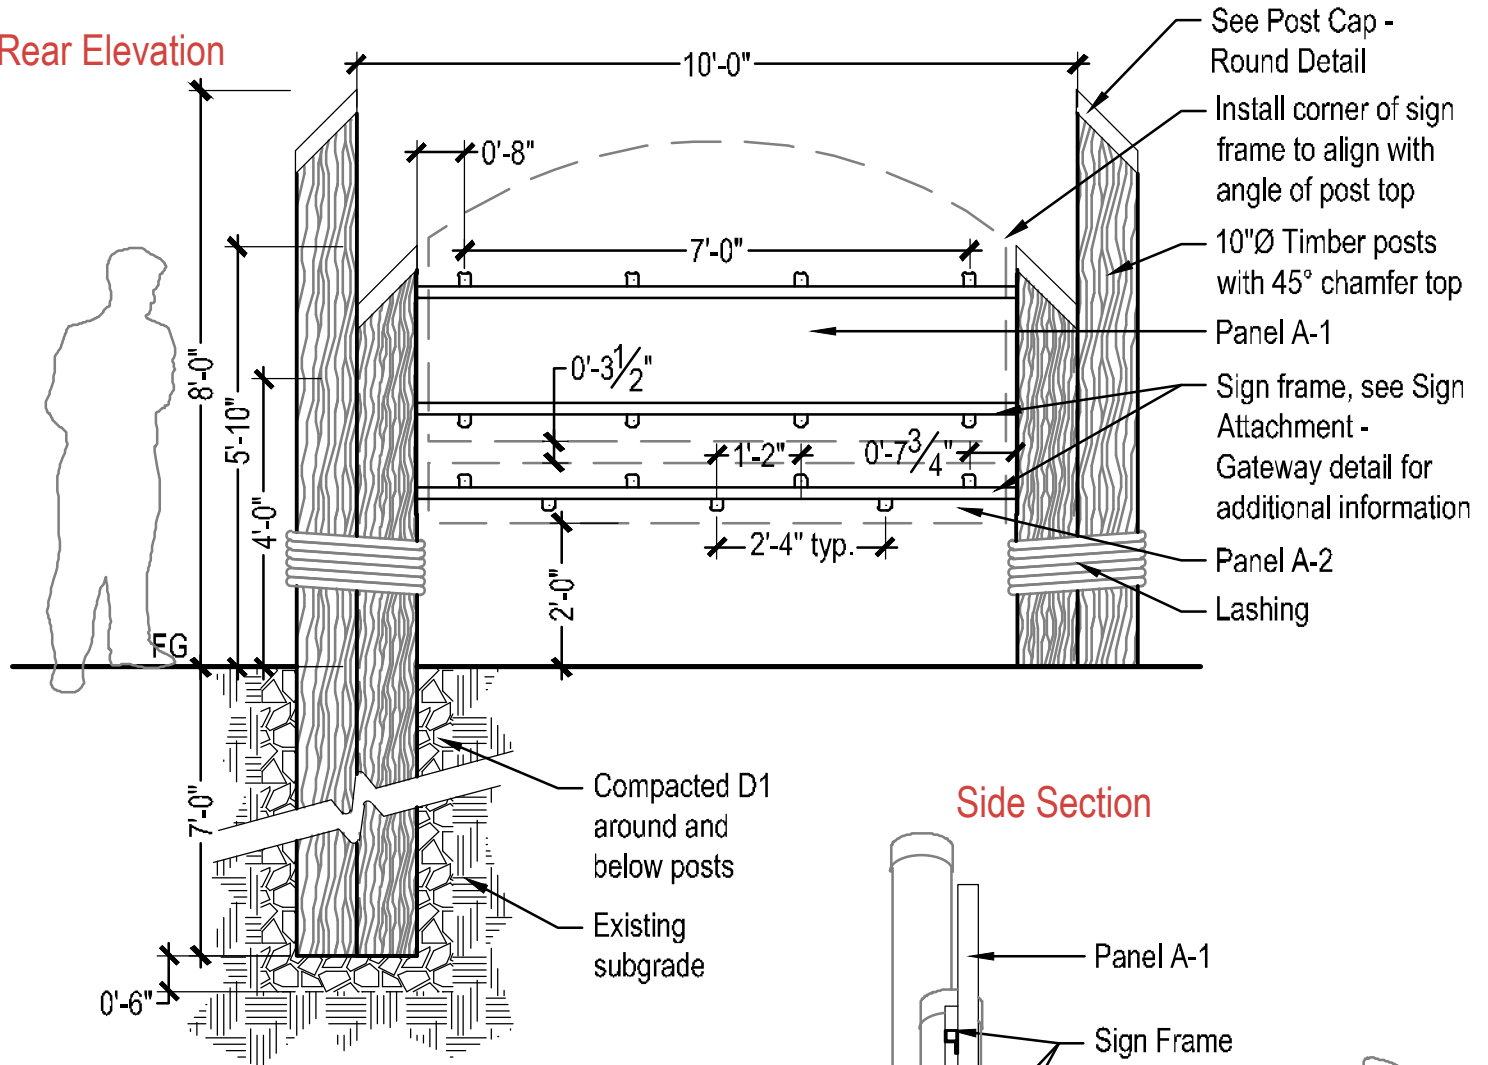 Rear Elevation
10'-0"
See Post Cap -
Round Detail
Install corner of sign
frame to align with
angle of post top
0'-8"
7'-0"
10"Ø Timber posts
with 45° chamfer top
Panel A-1
8'-0"
5'-10"
4'-0"
0'-3 1/2"
Sign frame, see Sign
Attachment -
Gateway detail for
additional information
1'-2"
0'-7 3/4"
2'-4" typ.
2'-0"
Panel A-2
Lashing
FG
7'-0"
Compacted D1
around and
below posts
Existing
subgrade
0'-6"
Side Section
Panel A-1
Sign Frame